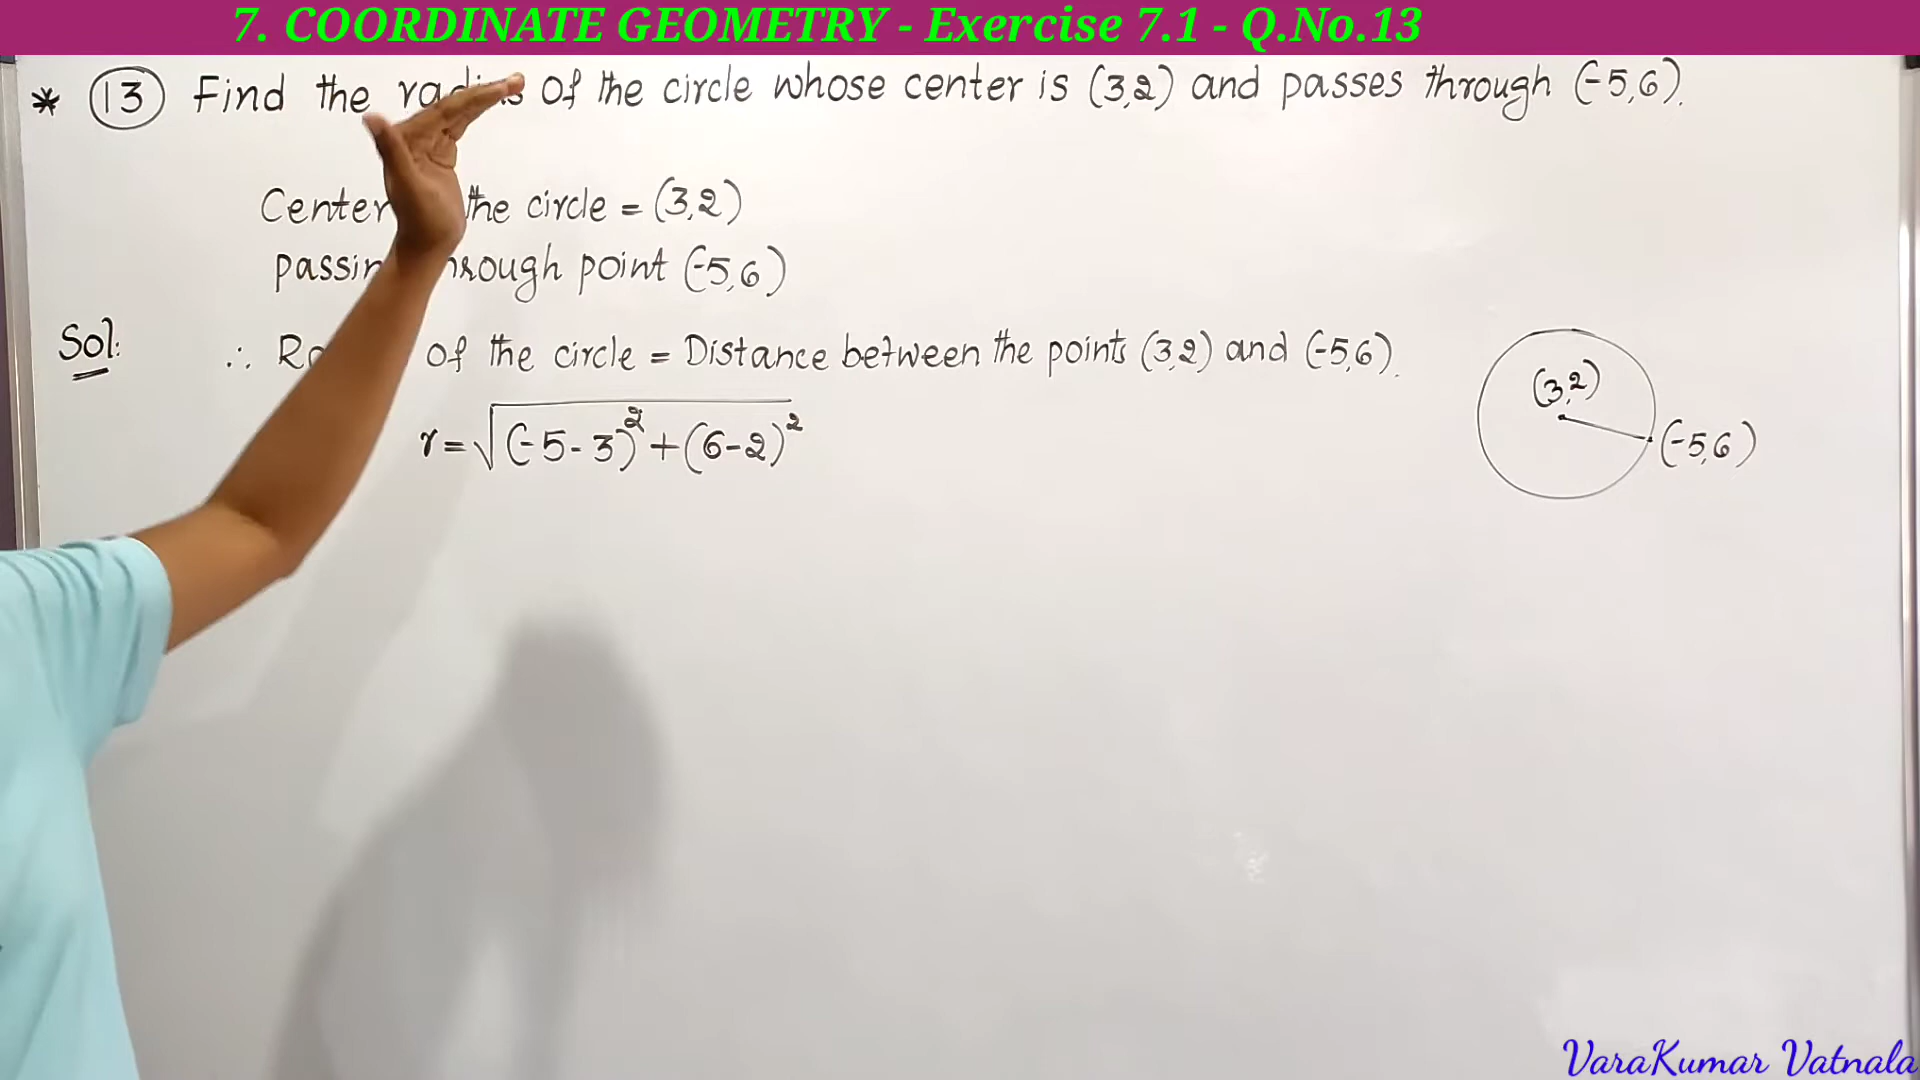 7. COORDINATE GEOMETRY - Exercise 7.1 - Q.No.13
* 13 Find the radius of the circle whose center is (3,2) and passes through (-5,6).
Center the circle = (3,2)
passin hrough point (-5,6)
Sol: ∴ Ra of the circle = Distance between the points (3,2) and (-5,6).
r = √(-5-3)² + (6-2)²
(3,2)
(-5,6)
VaraKumar Vatnala